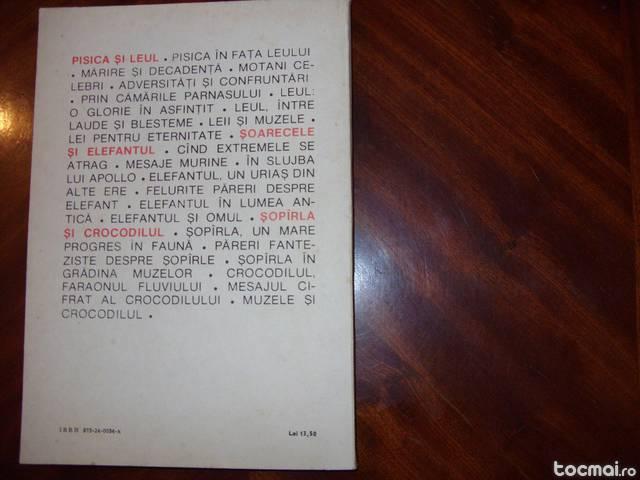 PISICA ȘI LEUL • PISICA ÎN FAȚA LEULUI
• MĂRIRE ȘI DECADENȚĂ • MOTANI CE-
LEBRI • ADVERSITĂȚI ȘI CONFRUNTĂRI
• PRIN CĂMĂRILE PARNASULUI • LEUL:
O GLORIE ÎN ASFINȚIT • LEUL, ÎNTRE
LAUDE ȘI BLESTEME • LEII ȘI MUZELE •
LEI PENTRU ETERNITATE • ȘOARECELE
ȘI ELEFANTUL • CÎND EXTREMELE SE
ATRAG • MESAJE MURINE • ÎN SLUJBA
LUI APOLLO • ELEFANTUL, UN URIAȘ DIN
ALTE ERE • FELURITE PĂRERI DESPRE
ELEFANT • ELEFANTUL ÎN LUMEA AN-
TICĂ • ELEFANTUL ȘI OMUL • ȘOPÎRLA
ȘI CROCODILUL • ȘOPÎRLA, UN MARE
PROGRES ÎN FAUNĂ • PĂRERI FANTE-
ZISTE DESPRE ȘOPÎRLE • ȘOPÎRLA ÎN
GRĂDINA MUZELOR • CROCODILUL,
FARAONUL FLUVIULUI • MESAJUL CI-
FRAT AL CROCODILULUI • MUZELE ȘI
CROCODILUL •
Lei 13,50
tocmai.ro